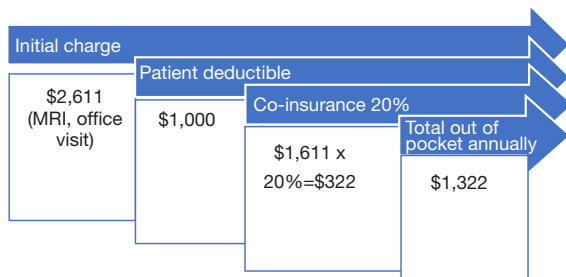 Initial charge
$2,611
(MRI, office
visit)
Patient deductible
$1,000
Co-insurance 20%
$1,611 x
20%=$322
Total out of
pocket annually
$1,322